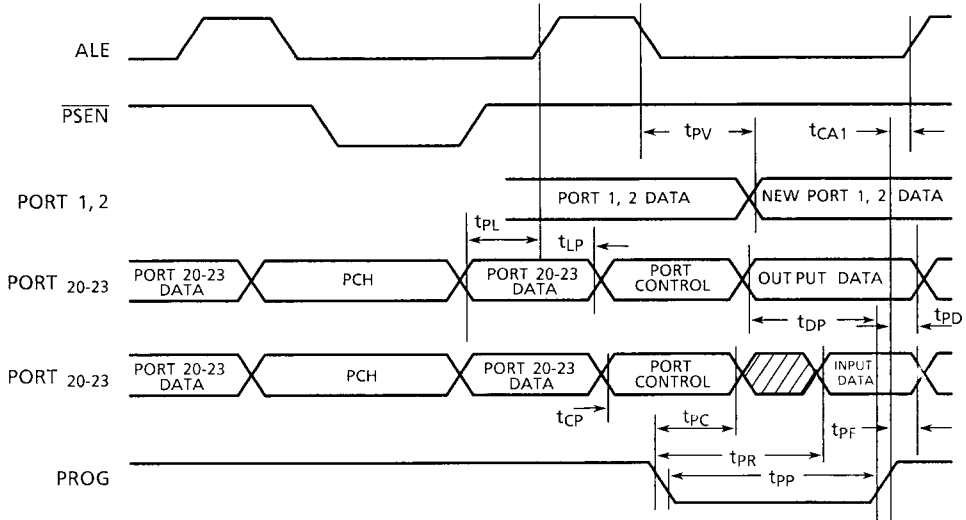 ALE
PSEN
tPV
tCA1
PORT 1, 2
PORT 1, 2 DATA
NEW PORT 1, 2 DATA
tPL
tLP
PORT 20-23
PORT 20-23
DATA
PCH
PORT 20-23
DATA
PORT
CONTROL
OUTPUT DATA
tDP
tPD
PORT 20-23
PORT 20-23
DATA
PCH
PORT 20-23
DATA
PORT
CONTROL
INPUT
DATA
tCP
tPC
tPF
tPR
tPP
PROG